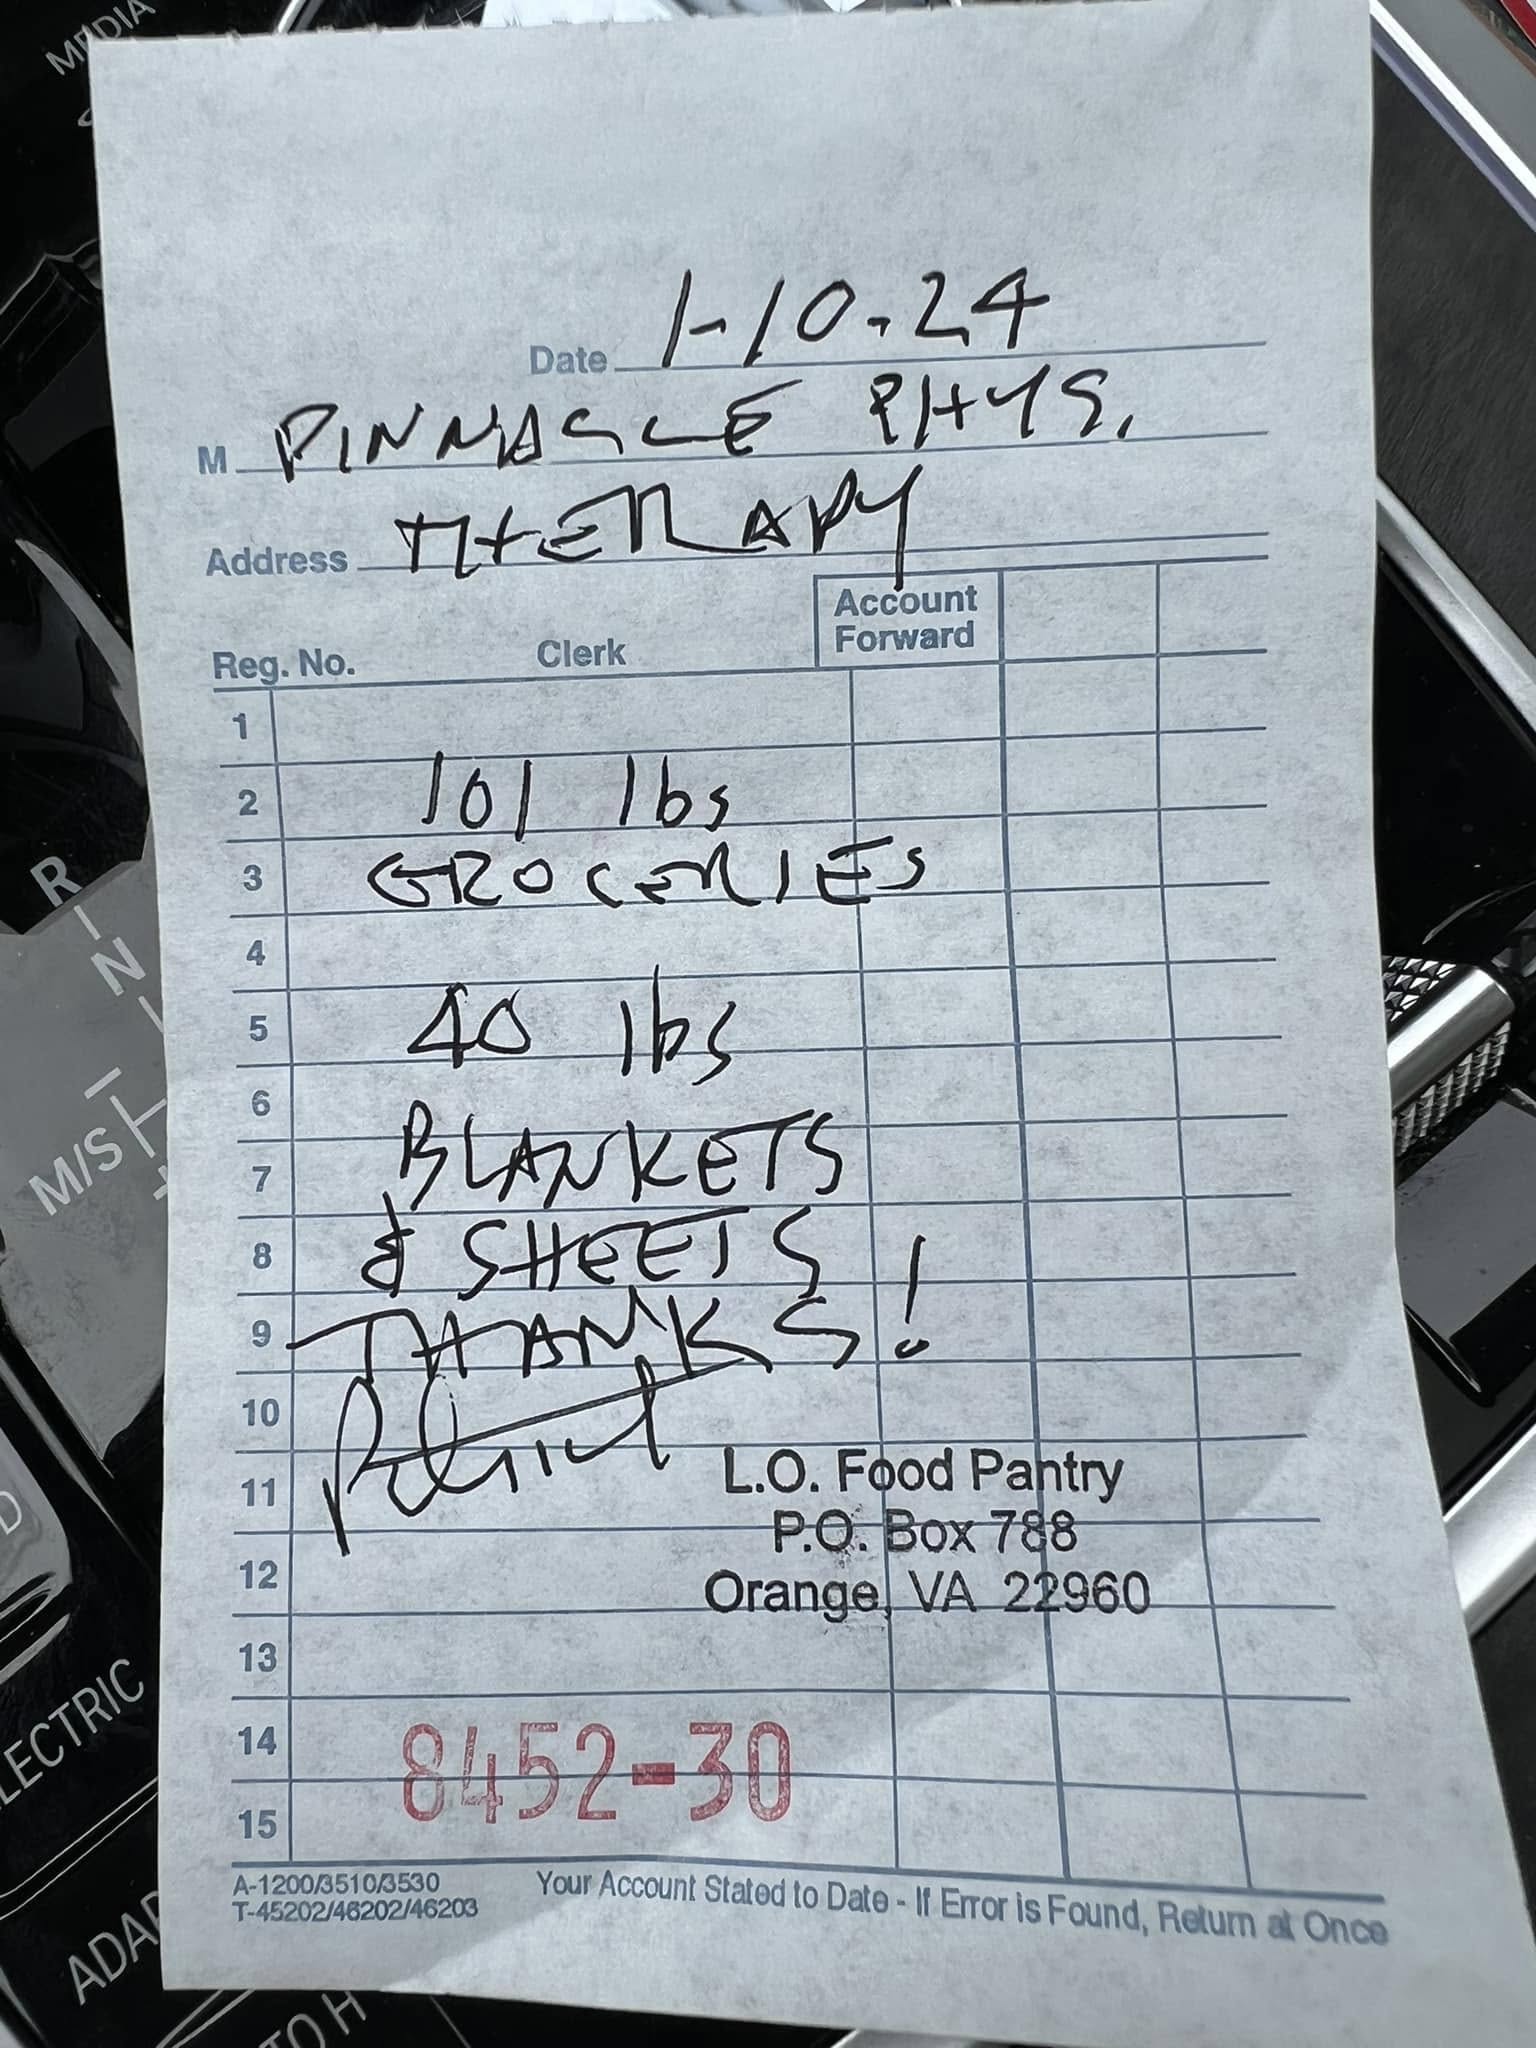 MEDIA
Date 1-10-24
M PINNACLE PHYS.
Address THERAPY
Account
Forward
Reg. No. Clerk
1
2 101 lbs
3 GROCERIES
4
5 40 lbs
6
7 BLANKETS
8 & SHEETS
9 THANKS!
10
11 L.O. Food Pantry
P.O. Box 788
12 Orange, VA 22960
13
14 8452-30
15
A-1200/3510/3530
T-45202/46202/46203
Your Account Stated to Date - If Error is Found, Return at Once
R
N
M/S
D
LECTRIC
ADAP
TO H